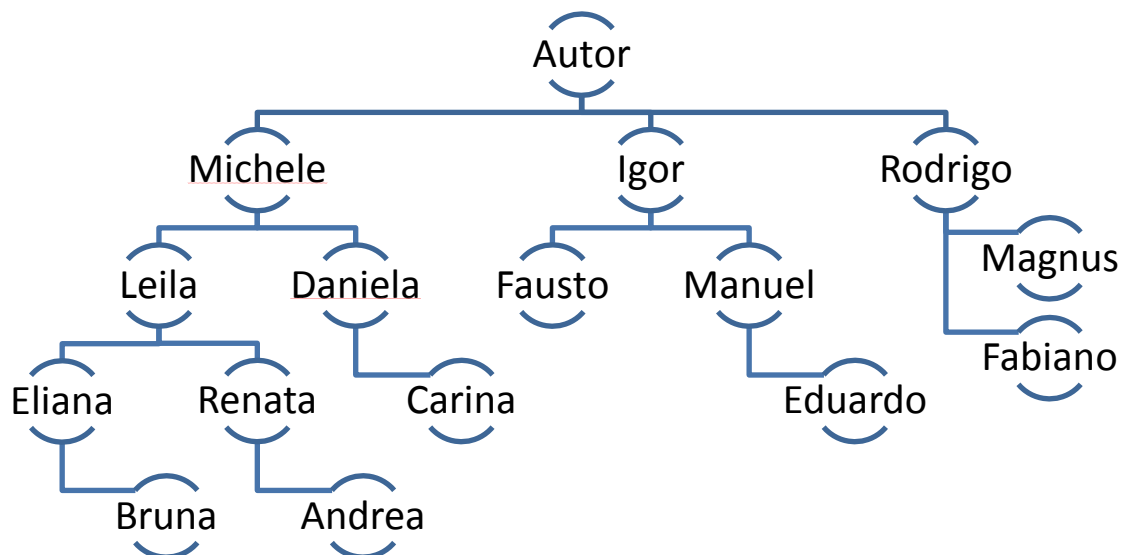 Autor
Michele
Igor
Rodrigo
Magnus
Leila
Daniela
Fausto
Manuel
Fabiano
Eliana
Renata
Carina
Eduardo
Bruna
Andrea